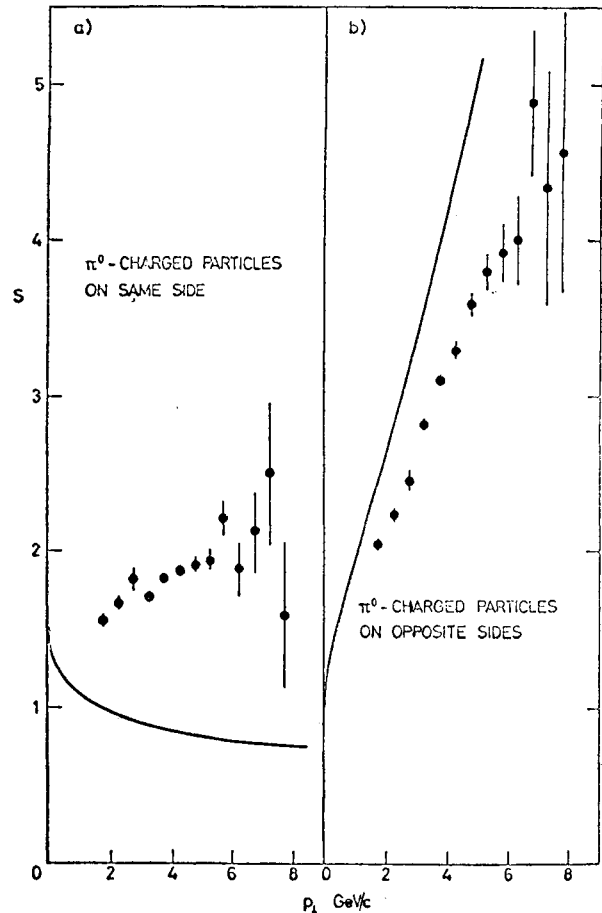 a)
b)
5
4
3
2
1
0
S
π⁰-CHARGED PARTICLES
ON SAME SIDE
π⁰-CHARGED PARTICLES
ON OPPOSITE SIDES
2
4
6
8
0
2
4
6
8
p⊥ GeV/c